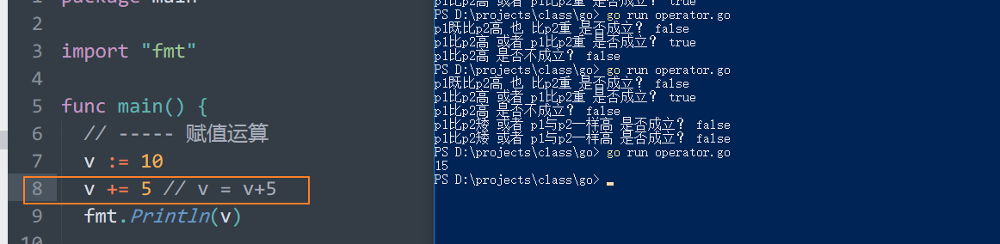 package main
2
3 import "fmt"
4
5 func main() {
6 // ----- 赋值运算
7 v := 10
8 v += 5 // v = v+5
9 fmt.Println(v)
10
p1比p2高 或者 p1比p2重 是否成立? true
PS D:\projects\class\go> go run operator.go
p1既比p2高 也 比p2重 是否成立? false
p1比p2高 或者 p1比p2重 是否成立? true
p1比p2高 是否不成立? false
PS D:\projects\class\go> go run operator.go
p1既比p2高 也 比p2重 是否成立? false
p1比p2高 或者 p1比p2重 是否成立? true
p1比p2高 是否不成立? false
p1比p2矮 或者 p1与p2一样高 是否成立? false
p1比p2矮 或者 p1与p2一样高 是否成立? false
PS D:\projects\class\go> go run operator.go
15
PS D:\projects\class\go>